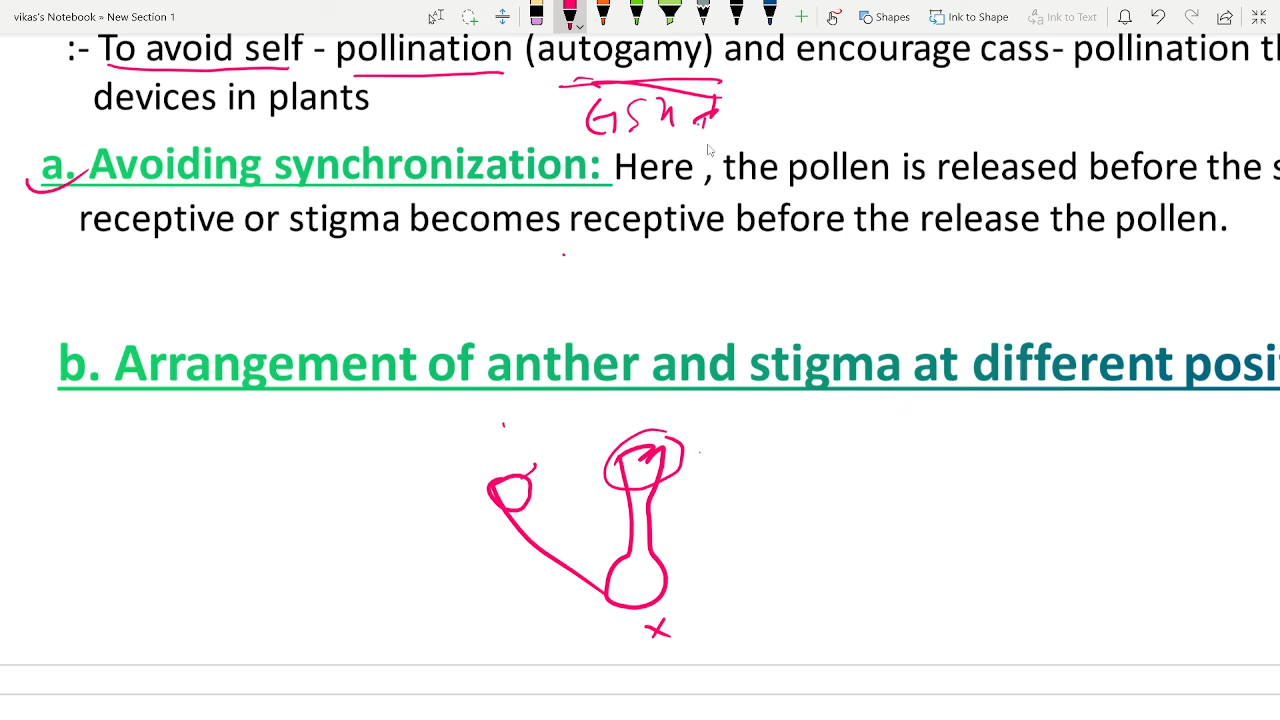 vikas's Notebook » New Section 1
Shapes
Ink to Shape
Ink to Text
:- To avoid self - pollination (autogamy) and encourage cass- pollination
devices in plants
a. Avoiding synchronization: Here , the pollen is released before the
receptive or stigma becomes receptive before the release the pollen.
b. Arrangement of anther and stigma at different
x